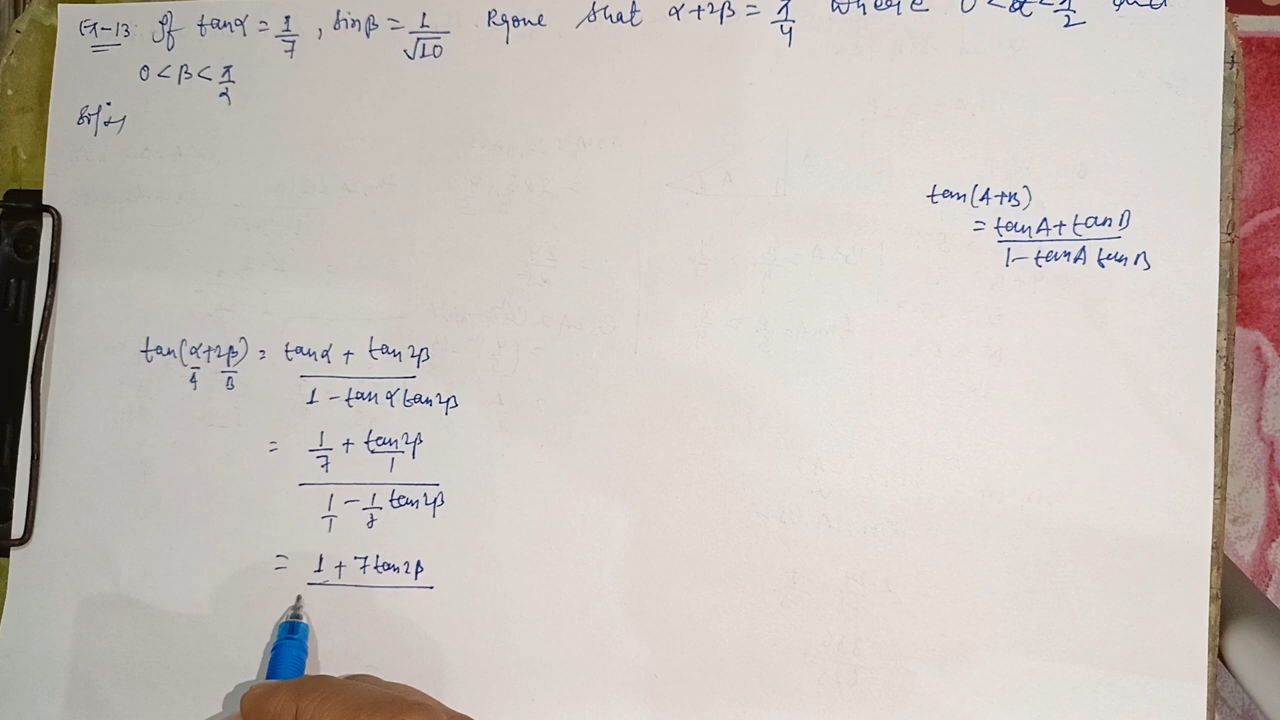 Ex-13: If tanα = 1/7, sinβ = 1/√10 Prove that α+2β = π/4 where 0<α<π/2 and
0<β<π/2
Sol:→
tan(A+B)
= tanA + tanB / 1 - tanA tanB
tan(α+2β) = tanα + tan2β / 1 - tanα tan2β
A B
= 1/7 + tan2β/1 / 1/1 - 1/7 tan2β
= 1 + 7tan2β